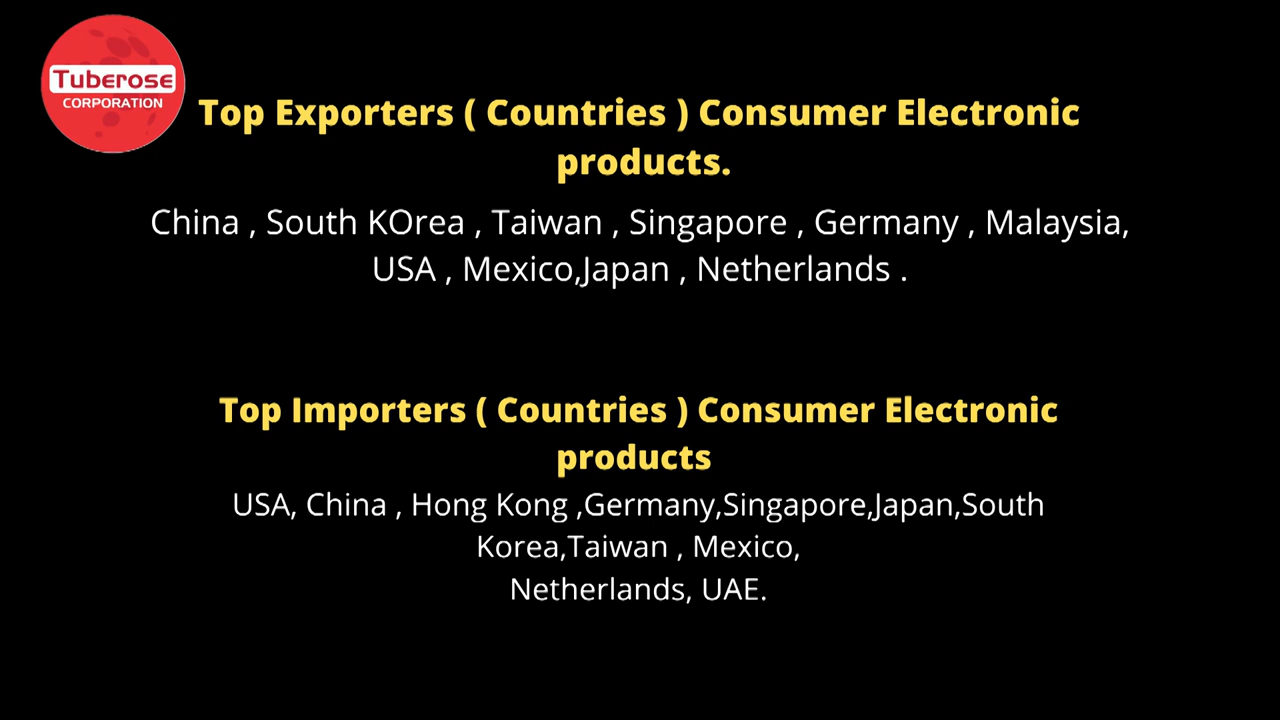 Tuberose
CORPORATION
Top Exporters ( Countries ) Consumer Electronic
products.
China , South KOrea , Taiwan , Singapore , Germany , Malaysia,
USA , Mexico,Japan , Netherlands .
Top Importers ( Countries ) Consumer Electronic
products
USA, China , Hong Kong ,Germany,Singapore,Japan,South
Korea,Taiwan , Mexico,
Netherlands, UAE.